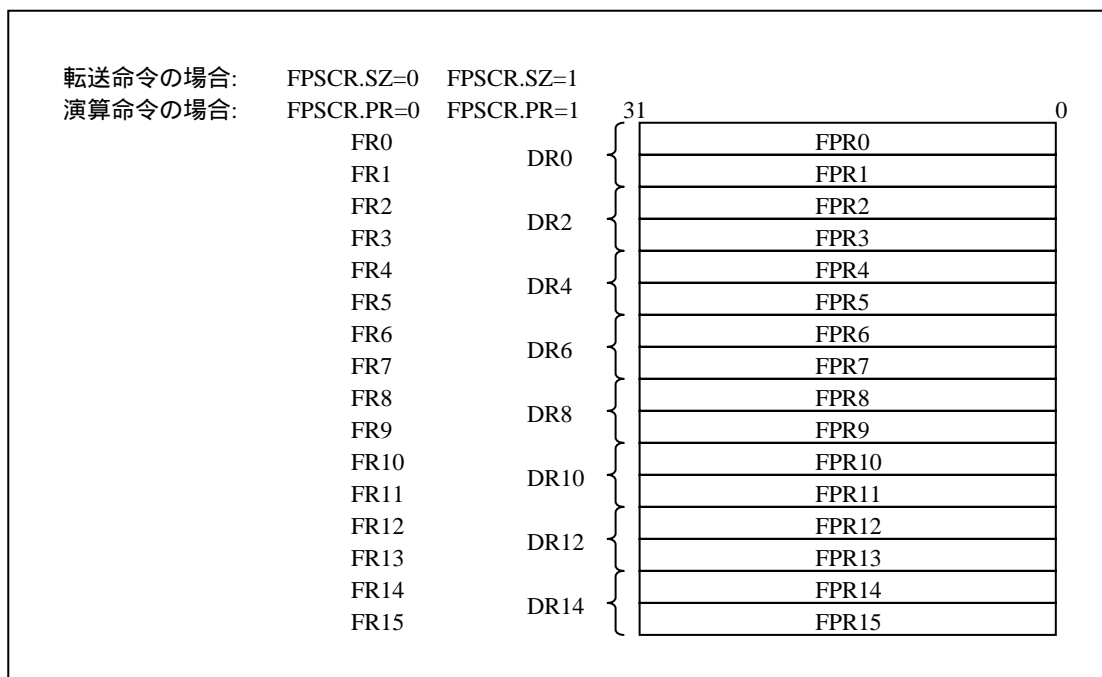 転送命令の場合: FPSCR.SZ=0 FPSCR.SZ=1
演算命令の場合: FPSCR.PR=0 FPSCR.PR=1 31 0
FR0 DR0 FPR0
FR1 FPR1
FR2 DR2 FPR2
FR3 FPR3
FR4 DR4 FPR4
FR5 FPR5
FR6 DR6 FPR6
FR7 FPR7
FR8 DR8 FPR8
FR9 FPR9
FR10 DR10 FPR10
FR11 FPR11
FR12 DR12 FPR12
FR13 FPR13
FR14 DR14 FPR14
FR15 FPR15